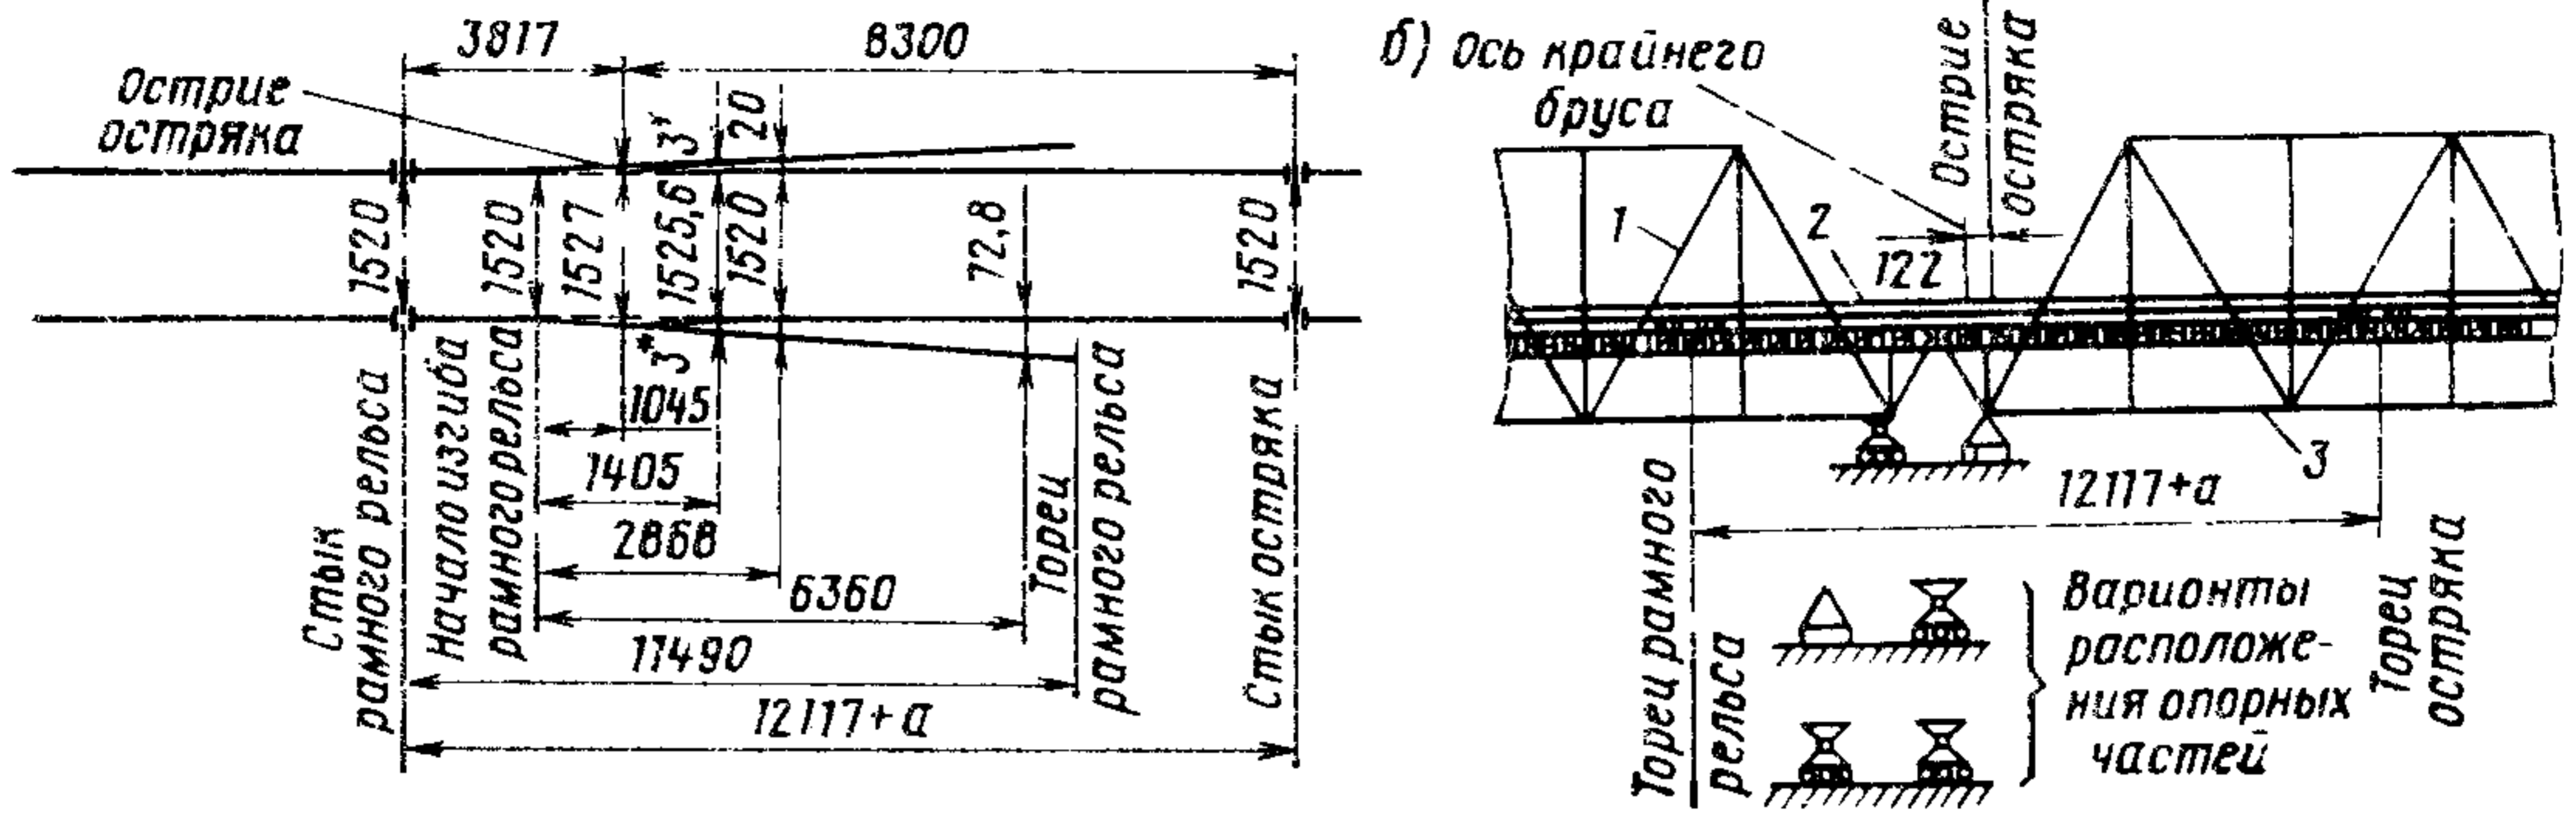 3817
8300
Острие
остряка
3*
20
1520
1520
1527
1525,6
1520
72,8
1520
3*
1045
1405
2868
6360
11490
12117+а
Стык
рамного рельса
Начало изгиба
рамного рельса
Торец
рамного рельса
Стык остряка
б) Ось крайнего
бруса
Острие
остряка
1
2
122
3
12117+а
Торец рамного
рельса
Торец
остряка
Варианты
расположе-
ния опорных
частей